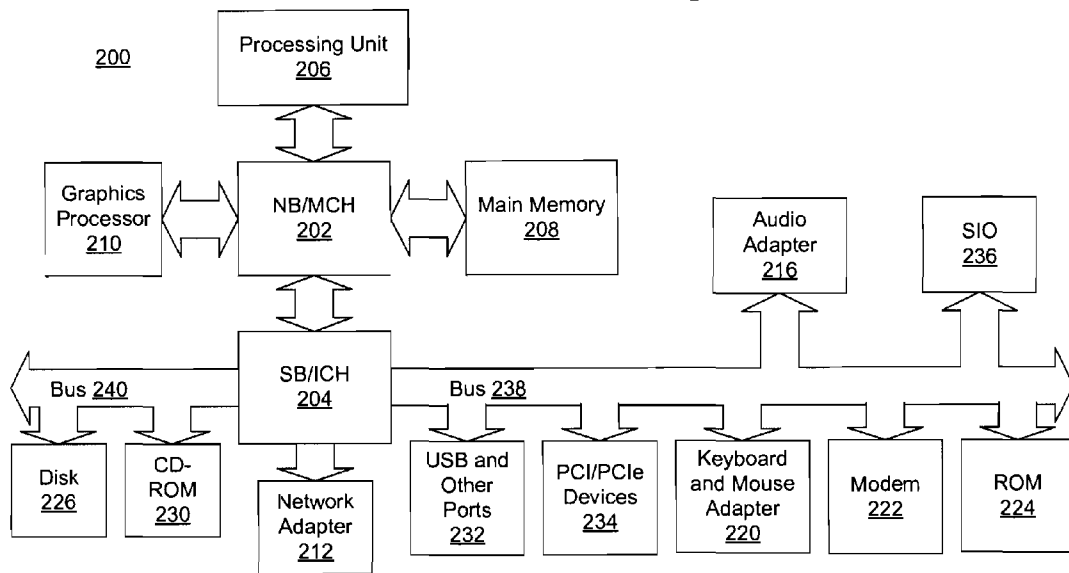 200
Processing Unit
206
Graphics
Processor
210
NB/MCH
202
Main Memory
208
Audio
Adapter
216
SIO
236
Bus 240
SB/ICH
204
Bus 238
Disk
226
CD-
ROM
230
Network
Adapter
212
USB and
Other
Ports
232
PCI/PCIe
Devices
234
Keyboard
and Mouse
Adapter
220
Modem
222
ROM
224